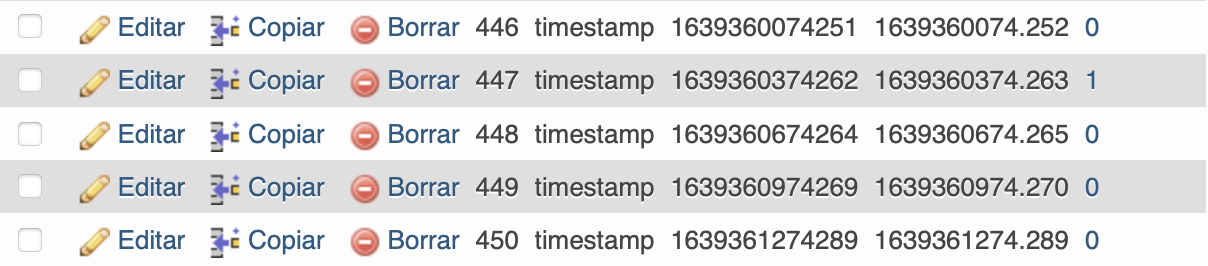 Editar Copiar Borrar 446 timestamp 1639360074251 1639360074.252 0
Editar Copiar Borrar 447 timestamp 1639360374262 1639360374.263 1
Editar Copiar Borrar 448 timestamp 1639360674264 1639360674.265 0
Editar Copiar Borrar 449 timestamp 1639360974269 1639360974.270 0
Editar Copiar Borrar 450 timestamp 1639361274289 1639361274.289 0